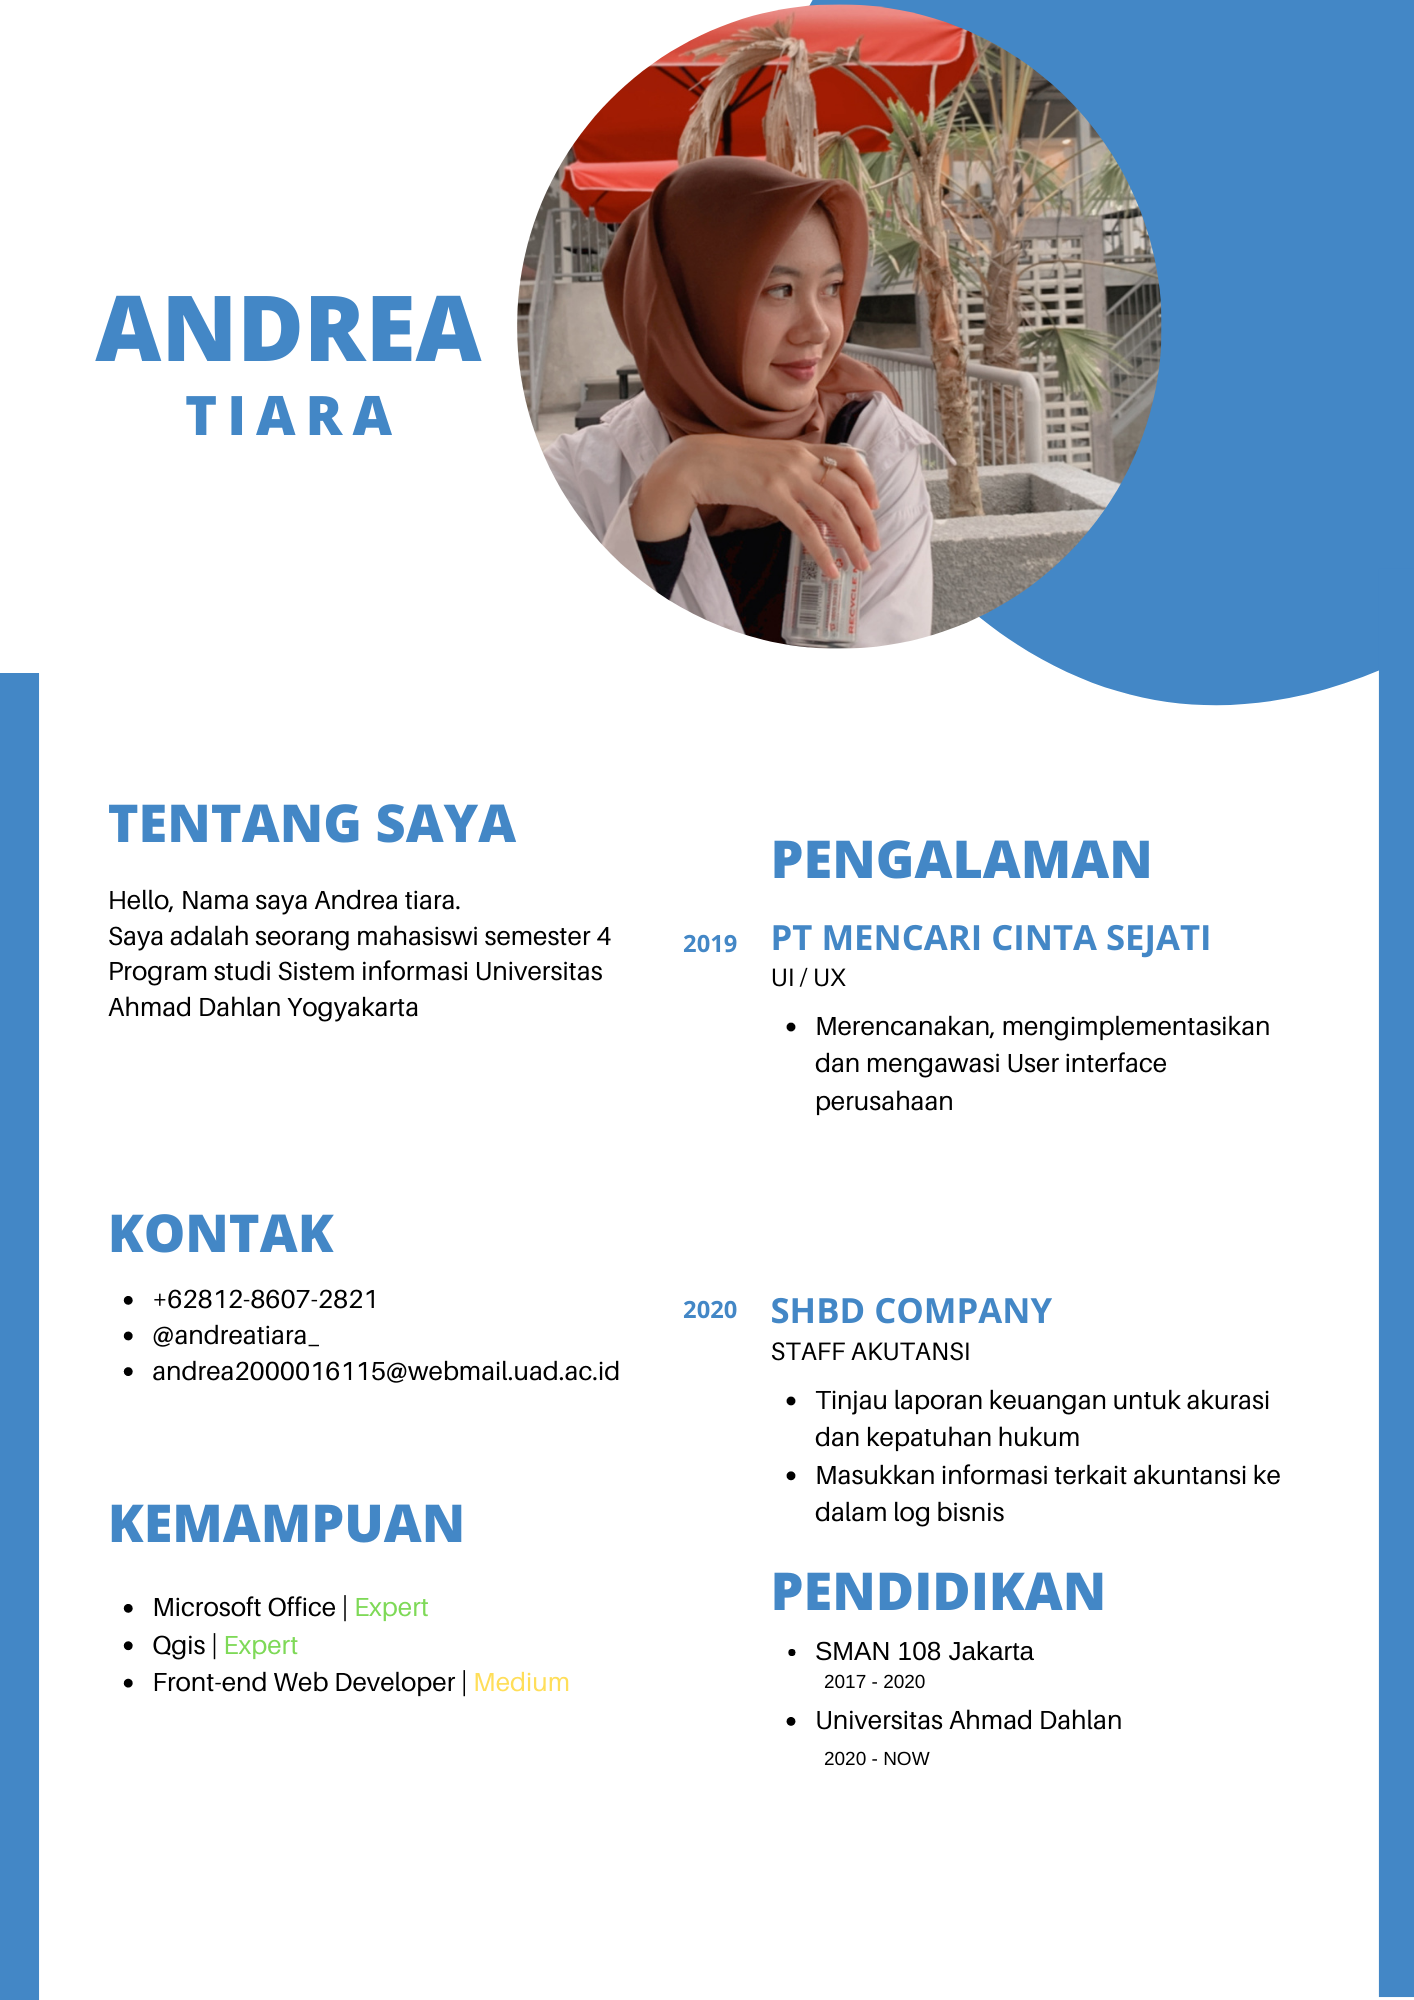 ANDREA
TIARA
TENTANG SAYA
Hello, Nama saya Andrea tiara.
Saya adalah seorang mahasiswi semester 4
Program studi Sistem informasi Universitas
Ahmad Dahlan Yogyakarta
KONTAK
• +62812-8607-2821
• @andreatiara_
• andrea2000016115@webmail.uad.ac.id
KEMAMPUAN
• Microsoft Office | Expert
• Qgis | Expert
• Front-end Web Developer | Medium
PENGALAMAN
2019 PT MENCARI CINTA SEJATI
UI / UX
• Merencanakan, mengimplementasikan
dan mengawasi User interface
perusahaan
2020 SHBD COMPANY
STAFF AKUTANSI
• Tinjau laporan keuangan untuk akurasi
dan kepatuhan hukum
• Masukkan informasi terkait akuntansi ke
dalam log bisnis
PENDIDIKAN
• SMAN 108 Jakarta
2017 - 2020
• Universitas Ahmad Dahlan
2020 - NOW
RECYCLE